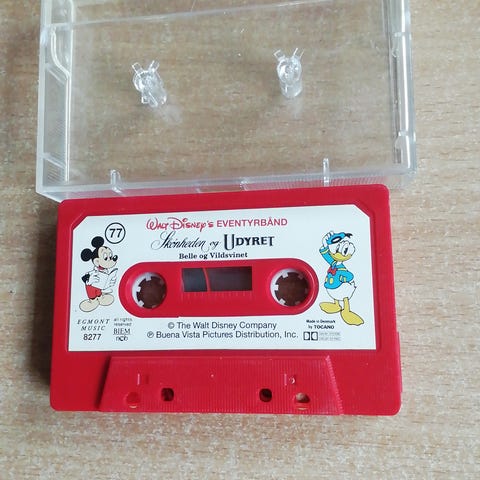 77
Walt Disney's EVENTYRBÅND
Skønheden og UDYRET
Belle og Vildsvinet
EGMONT
MUSIC
8277
all rights
reserved
BIEM
ncb
© The Walt Disney Company
℗ Buena Vista Pictures Distribution, Inc.
Made in Denmark
by TOCANO